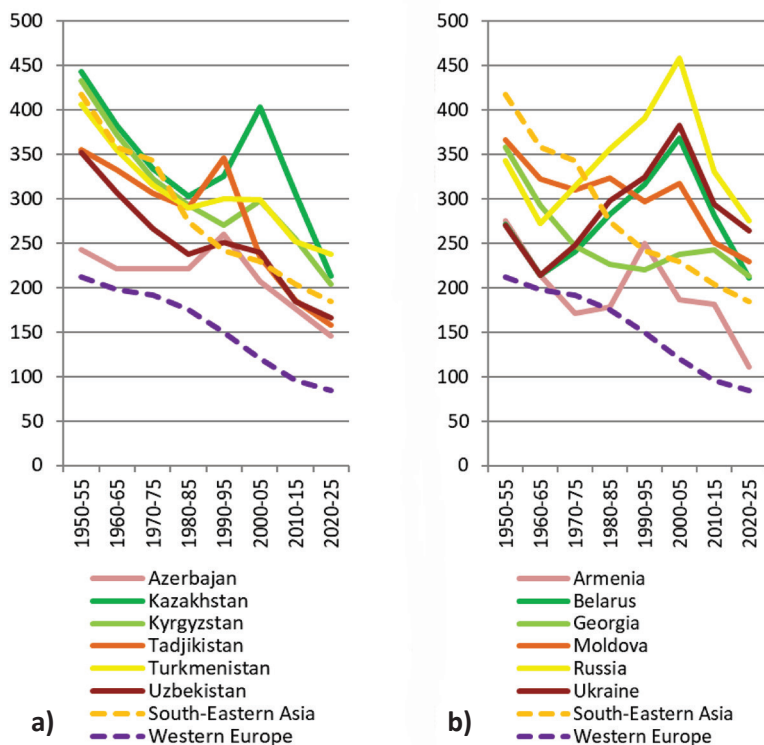 500
450
400
350
300
250
200
150
100
50
0
1950-55
1960-65
1970-75
1980-85
1990-95
2000-05
2010-15
2020-25
Azerbajan
Kazakhstan
Kyrgyzstan
Tadjikistan
Turkmenistan
Uzbekistan
South-Eastern Asia
Western Europe
a)
500
450
400
350
300
250
200
150
100
50
0
1950-55
1960-65
1970-75
1980-85
1990-95
2000-05
2010-15
2020-25
Armenia
Belarus
Georgia
Moldova
Russia
Ukraine
South-Eastern Asia
Western Europe
b)